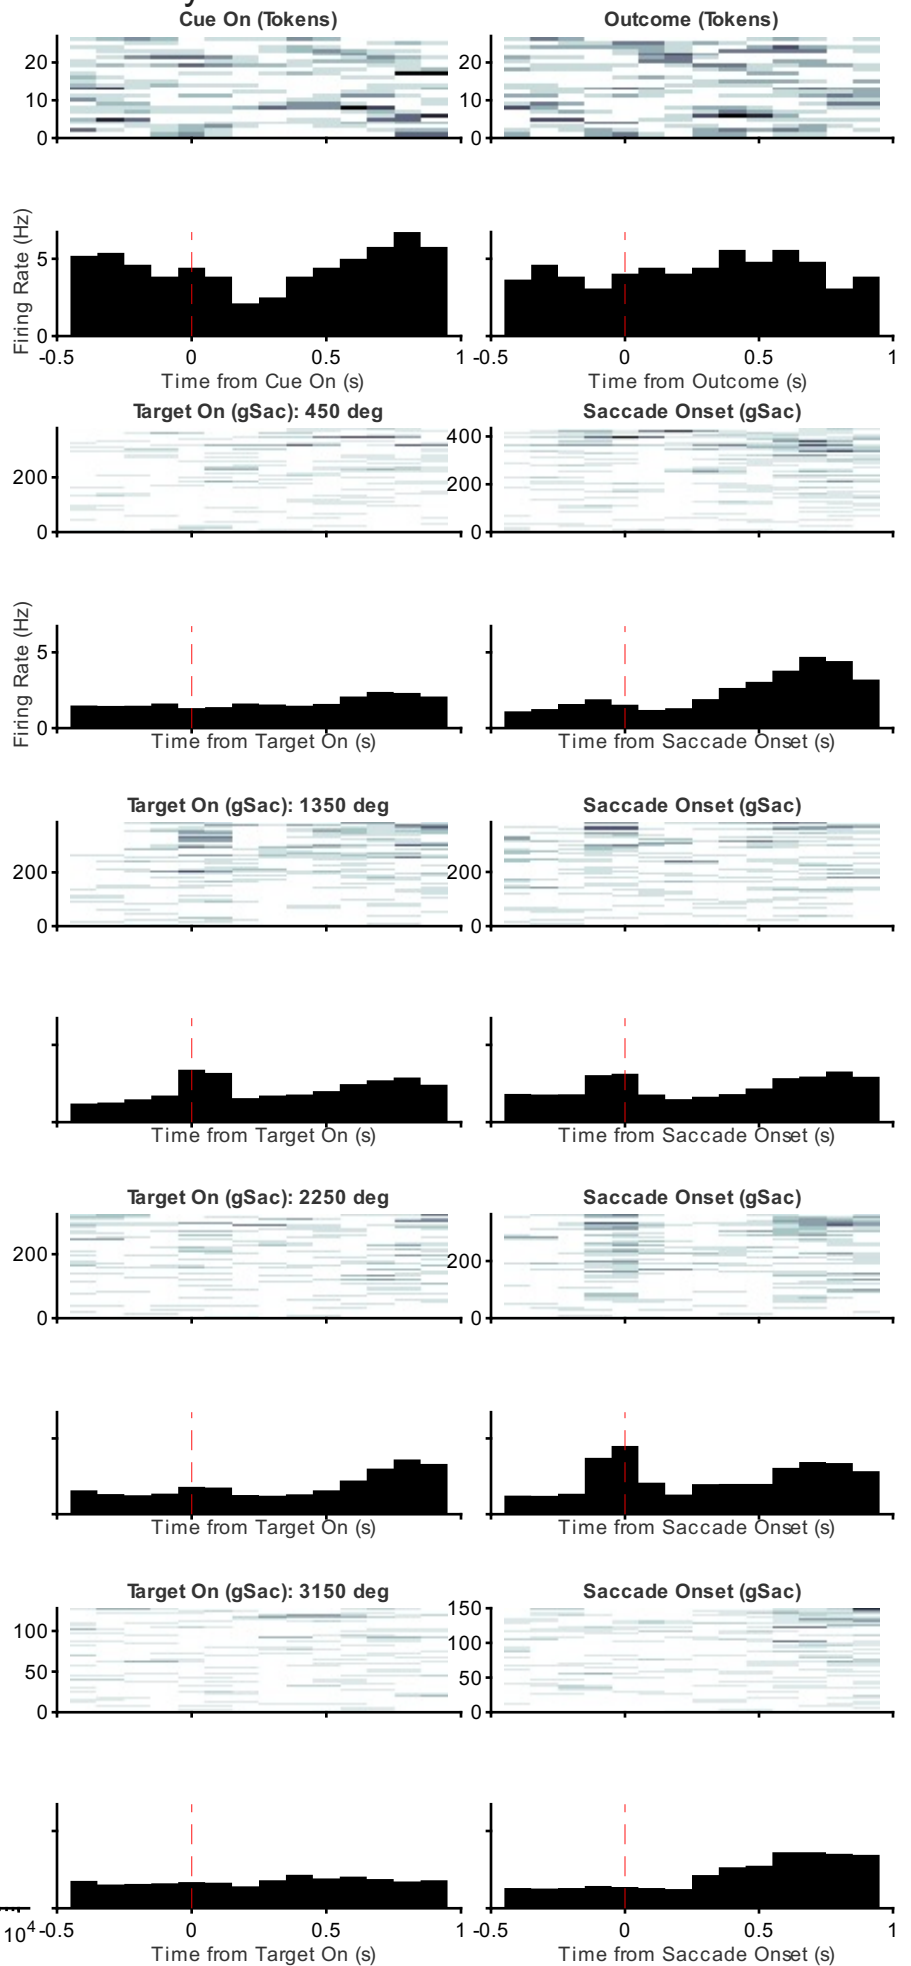 y
Cue On (Tokens) Outcome (Tokens)
20 20
10 10
0 0
Firing Rate (Hz)
5
0
-0.5 0 0.5 1 -0.5 0 0.5 1
Time from Cue On (s) Time from Outcome (s)
Target On (gSac): 450 deg Saccade Onset (gSac)
400
200 200
0 0
Firing Rate (Hz)
5
0
Time from Target On (s) Time from Saccade Onset (s)
Target On (gSac): 1350 deg Saccade Onset (gSac)
200 200
0 0
Time from Target On (s) Time from Saccade Onset (s)
Target On (gSac): 2250 deg Saccade Onset (gSac)
200 200
0 0
Time from Target On (s) Time from Saccade Onset (s)
Target On (gSac): 3150 deg Saccade Onset (gSac)
150
100 100
50 50
0 0
10⁴ -0.5 0 0.5 1 -0.5 0 0.5 1
Time from Target On (s) Time from Saccade Onset (s)